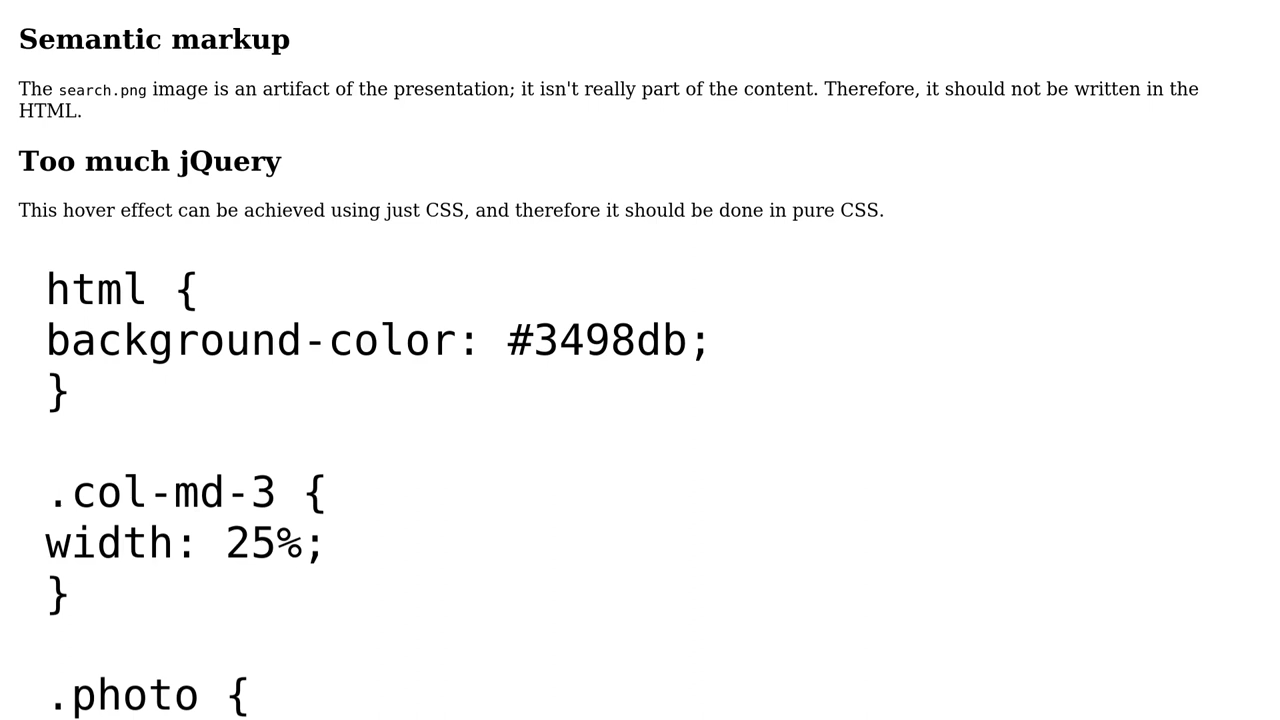 Semantic markup
The search.png image is an artifact of the presentation; it isn't really part of the content. Therefore, it should not be written in the
HTML.
Too much jQuery
This hover effect can be achieved using just CSS, and therefore it should be done in pure CSS.
html {
background-color: #3498db;
}
.col-md-3 {
width: 25%;
}
.photo {